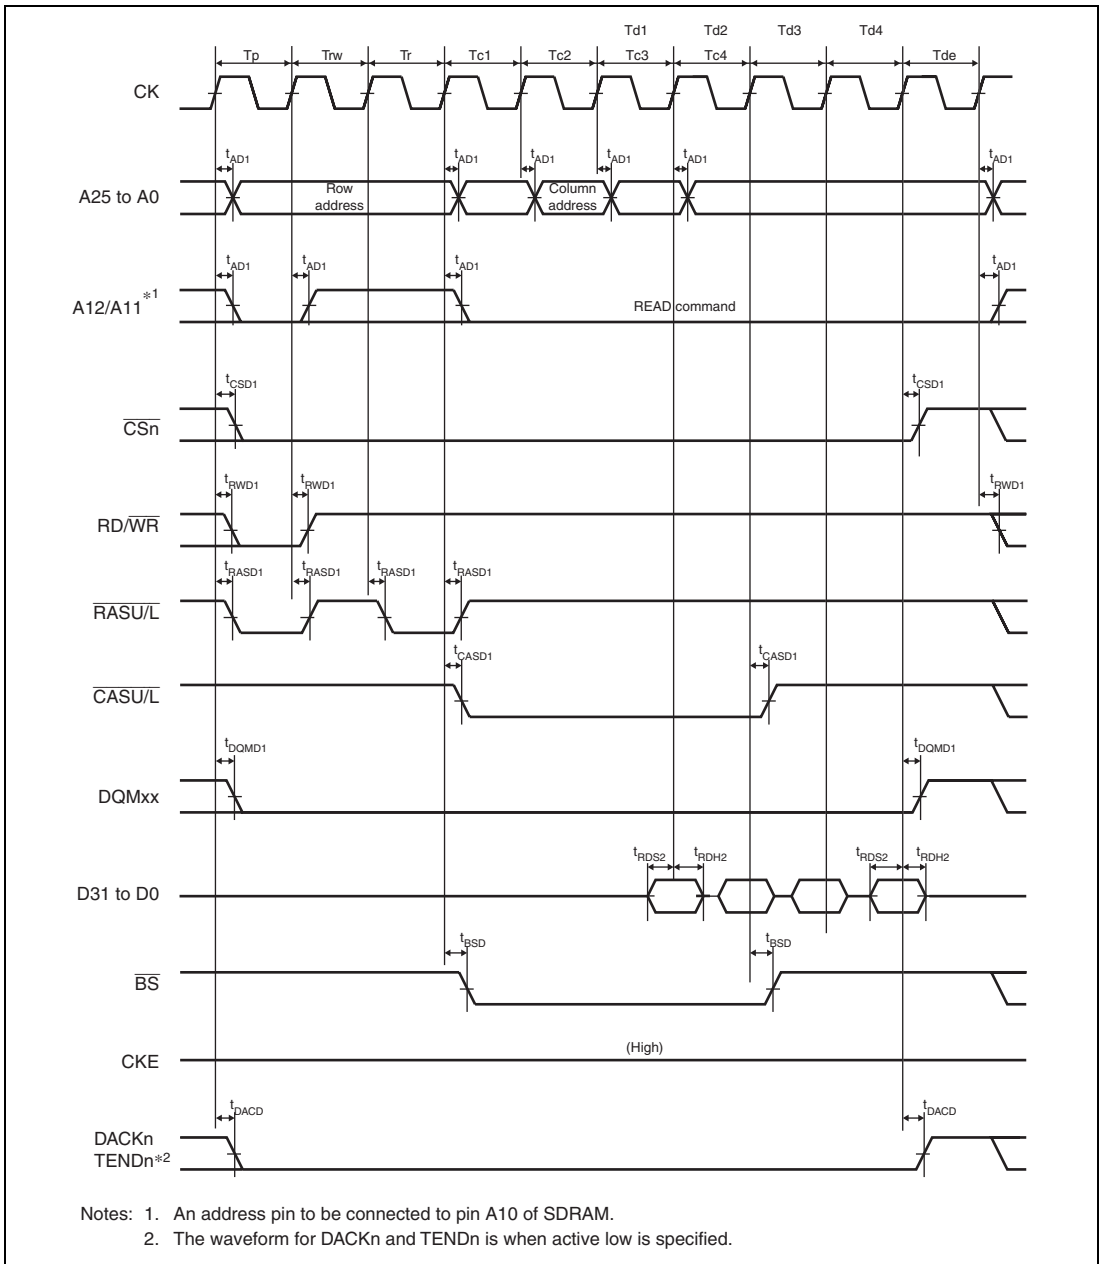 Td1 Td2 Td3 Td4
Tp Trw Tr Tc1 Tc2 Tc3 Tc4 Tde
CK
tAD1 tAD1 tAD1 tAD1 tAD1 tAD1
A25 to A0
Row address
Column address
tAD1 tAD1 tAD1 tAD1
A12/A11*1
READ command
tCSD1 tCSD1
CSn
tRWD1 tRWD1 tRWD1
RD/WR
tRASD1 tRASD1 tRASD1 tRASD1
RASU/L
tCASD1 tCASD1
CASU/L
tDQMD1 tDQMD1
DQMxx
tRDS2 tRDH2 tRDS2 tRDH2
D31 to D0
tBSD tBSD
BS
(High)
CKE
tDACD tDACD
DACKn
TENDn*2
Notes: 1. An address pin to be connected to pin A10 of SDRAM.
2. The waveform for DACKn and TENDn is when active low is specified.